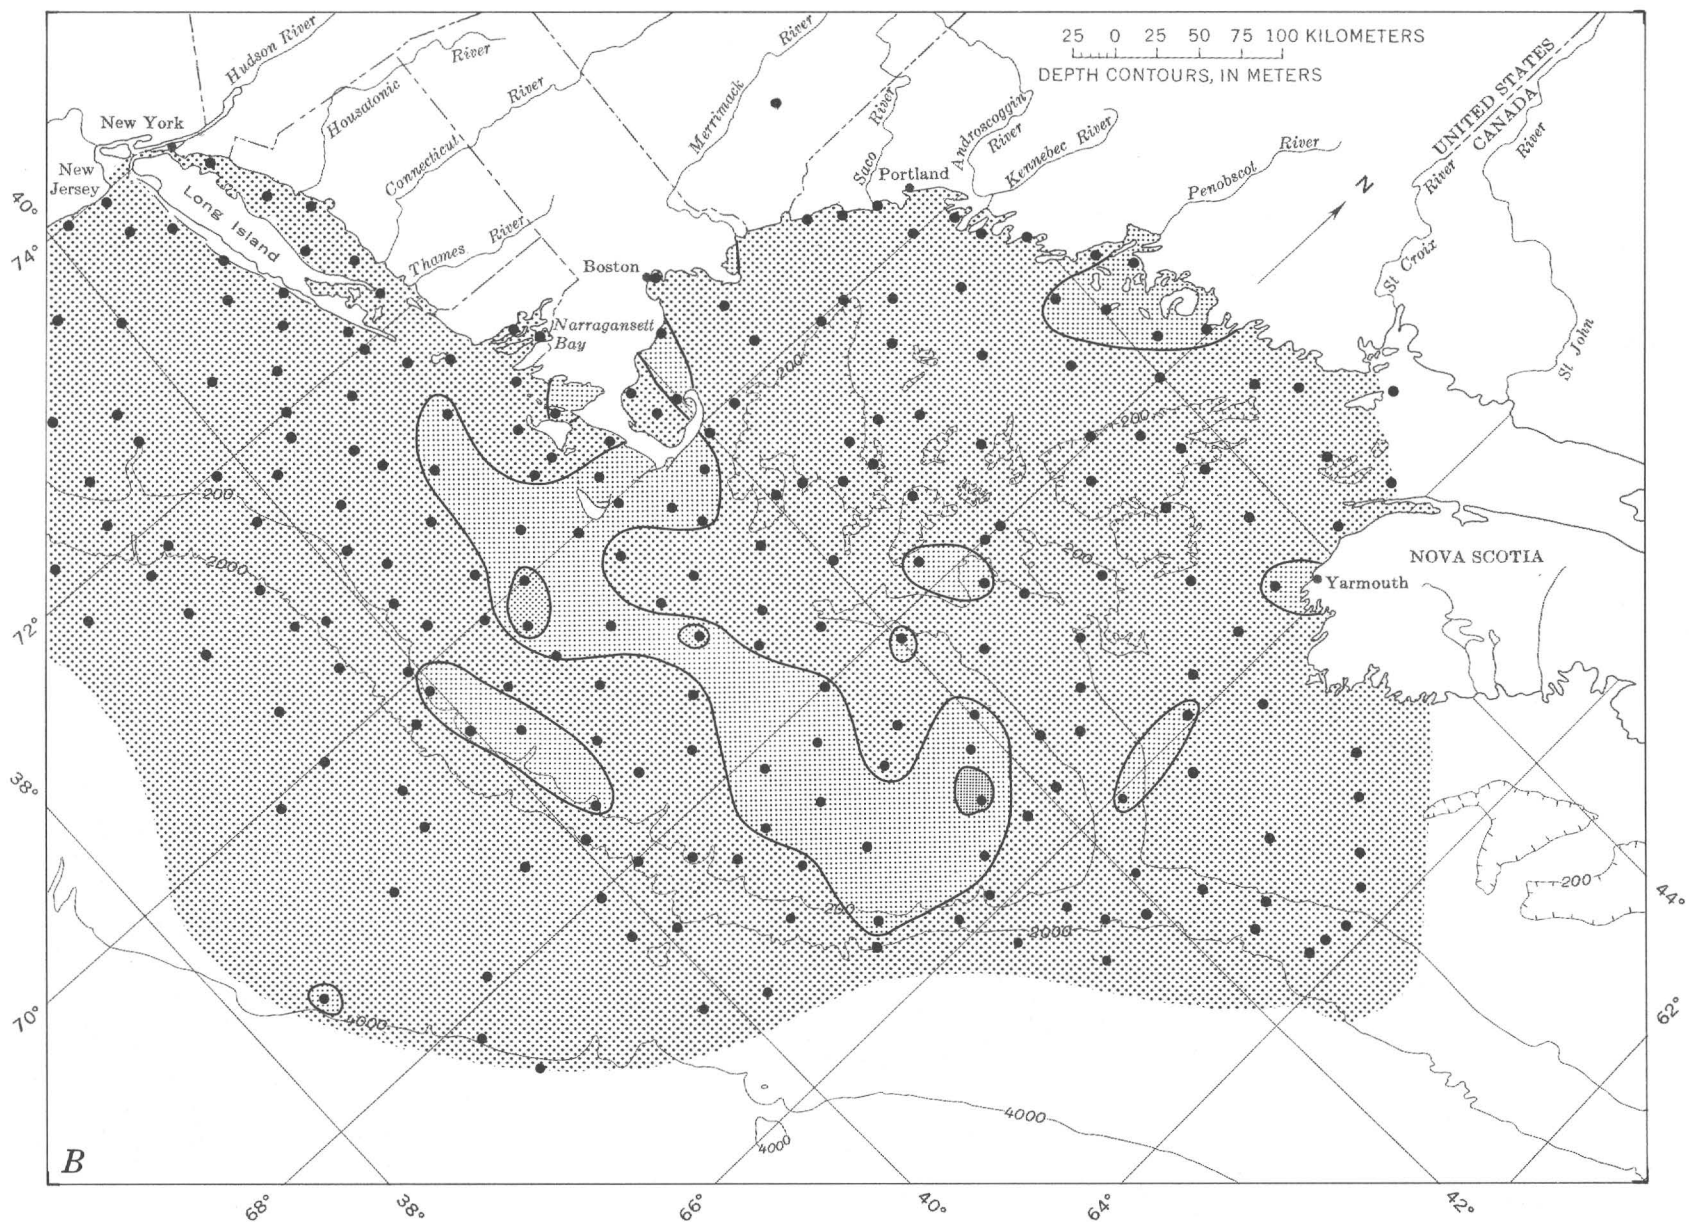 25 0 25 50 75 100 KILOMETERS
DEPTH CONTOURS, IN METERS
UNITED STATES
CANADA
Hudson River
Housatonic
River
Connecticut
River
Thames
River
Merrimack
River
Saco
River
Androscoggin
River
Kennebec River
Penobscot
River
St Croix
River
St John
River
N
New York
New
Jersey
Long Island
Portland
Boston
Narragansett
Bay
NOVA SCOTIA
Yarmouth
200
200
200
200
2000
200
2000
200
4000
4000
4000
40°
74°
72°
38°
70°
68°
38°
66°
40°
64°
42°
44°
62°
B